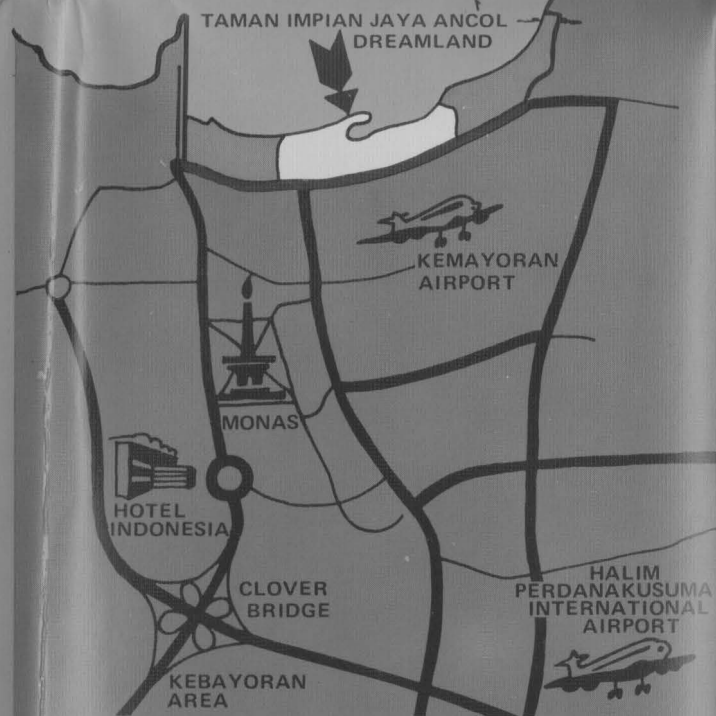 TAMAN IMPIAN JAYA ANCOL
DREAMLAND
KEMAYORAN
AIRPORT
MONAS
HOTEL
INDONESIA
CLOVER
BRIDGE
HALIM
PERDANAKUSUMA
INTERNATIONAL
AIRPORT
KEBAYORAN
AREA